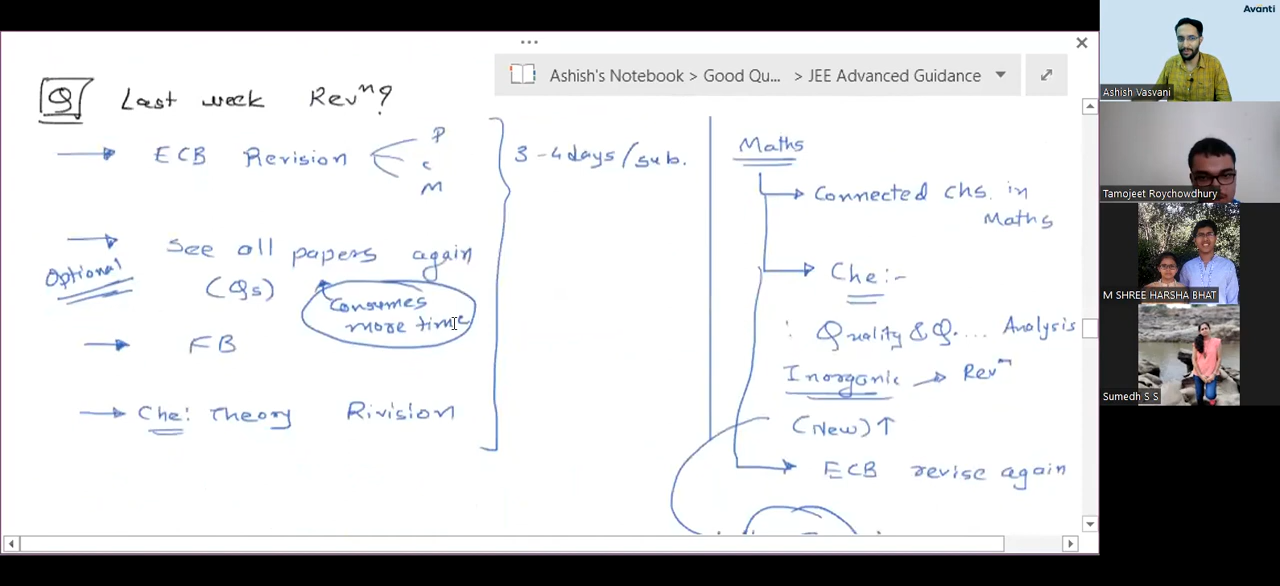 Avanti
Ashish's Notebook > Good Qu... > JEE Advanced Guidance
Ashish Vasvani
Tamojeet Roychowdhury
M SHREE HARSHA BHAT
Sumedh S S
Q Last week Revⁿ?
ECB Revision
P
C
M
3-4days/sub.
See all papers again
Optional
(Qs)
Consumes
more time
FB
Che: Theory Rivision
Maths
Connected Chs. in
Maths
Che:-
: Quality & Q.... Analysis
Inorganic → Revⁿ
(New) ↑
ECB revise again